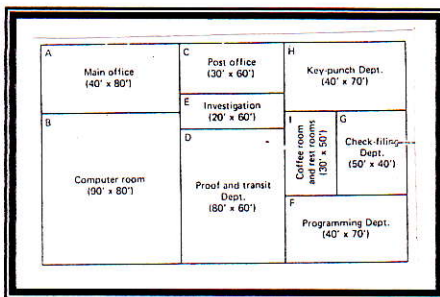 A
Main office
(40' x 80')
C
Post office
(30' x 60')
H
Key-punch Dept.
(40' x 70')
E
Investigation
(20' x 60')
B
Computer room
(90' x 80')
D
Proof and transit
Dept.
(80' x 60')
I
Coffee room
and rest rooms
(30' x 50')
G
Check-filing
Dept.
(50' x 40')
F
Programming Dept.
(40' x 70')